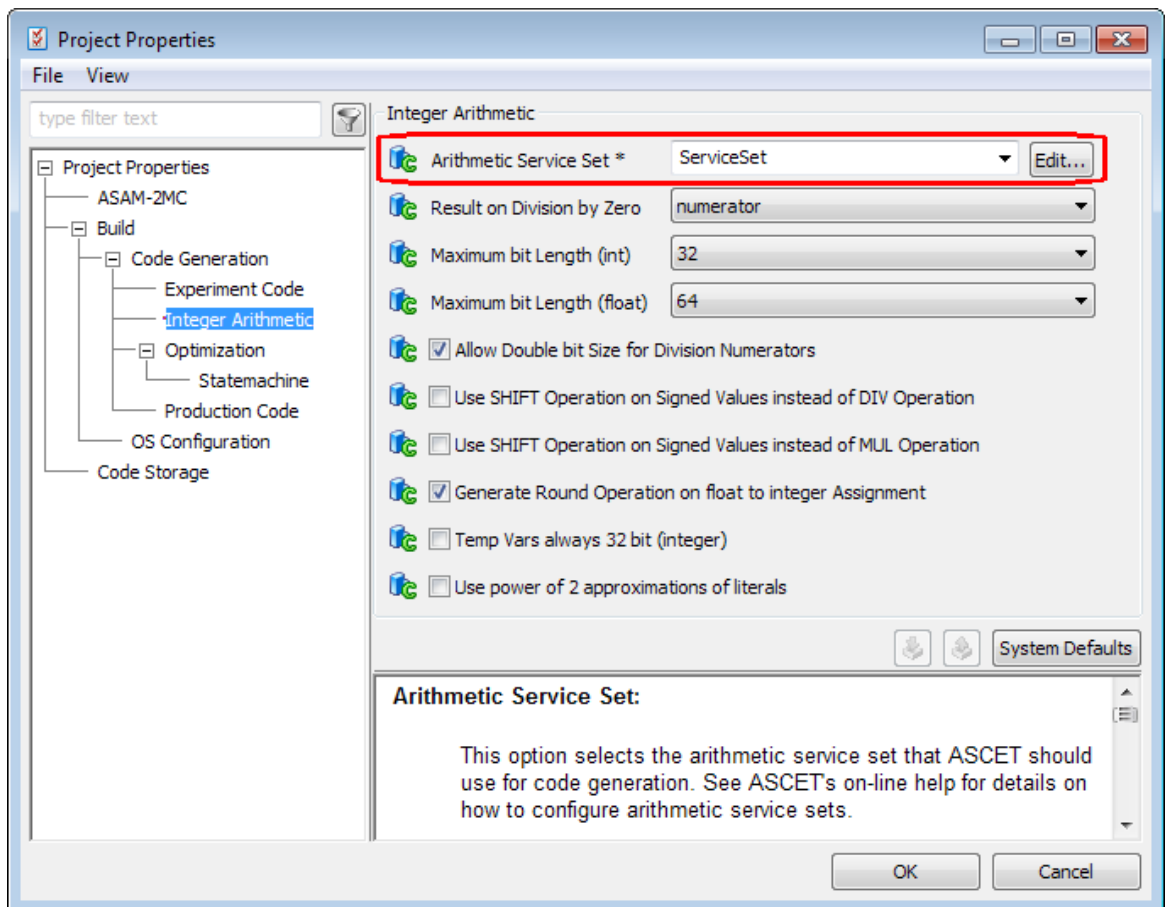 Project Properties
File View
type filter text
Project Properties
ASAM-2MC
Build
Code Generation
Experiment Code
Integer Arithmetic
Optimization
Statemachine
Production Code
OS Configuration
Code Storage
Integer Arithmetic
Arithmetic Service Set * ServiceSet Edit...
Result on Division by Zero numerator
Maximum bit Length (int) 32
Maximum bit Length (float) 64
Allow Double bit Size for Division Numerators
Use SHIFT Operation on Signed Values instead of DIV Operation
Use SHIFT Operation on Signed Values instead of MUL Operation
Generate Round Operation on float to integer Assignment
Temp Vars always 32 bit (integer)
Use power of 2 approximations of literals
System Defaults
Arithmetic Service Set:
This option selects the arithmetic service set that ASCET should
use for code generation. See ASCET's on-line help for details on
how to configure arithmetic service sets.
OK Cancel